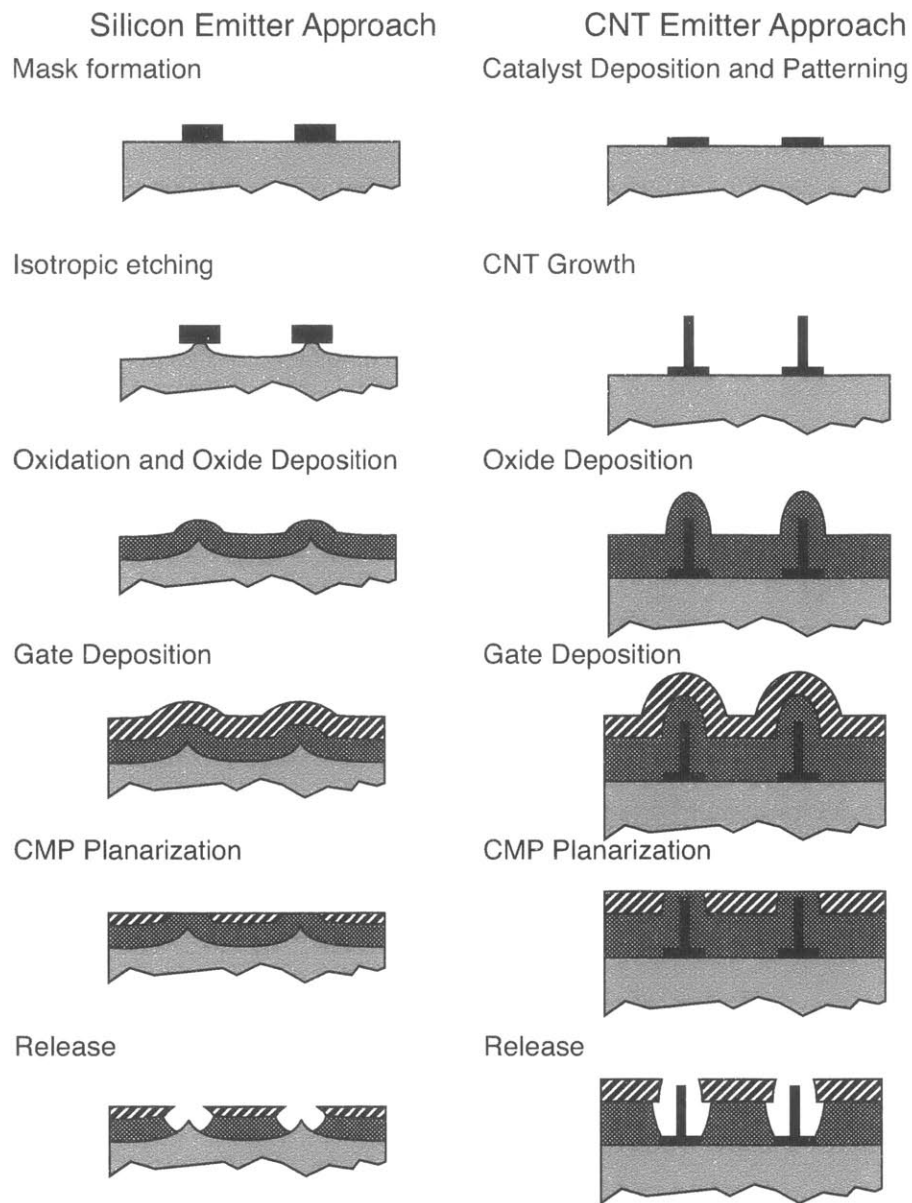 Silicon Emitter Approach
CNT Emitter Approach
Mask formation
Catalyst Deposition and Patterning
Isotropic etching
CNT Growth
Oxidation and Oxide Deposition
Oxide Deposition
Gate Deposition
Gate Deposition
CMP Planarization
CMP Planarization
Release
Release